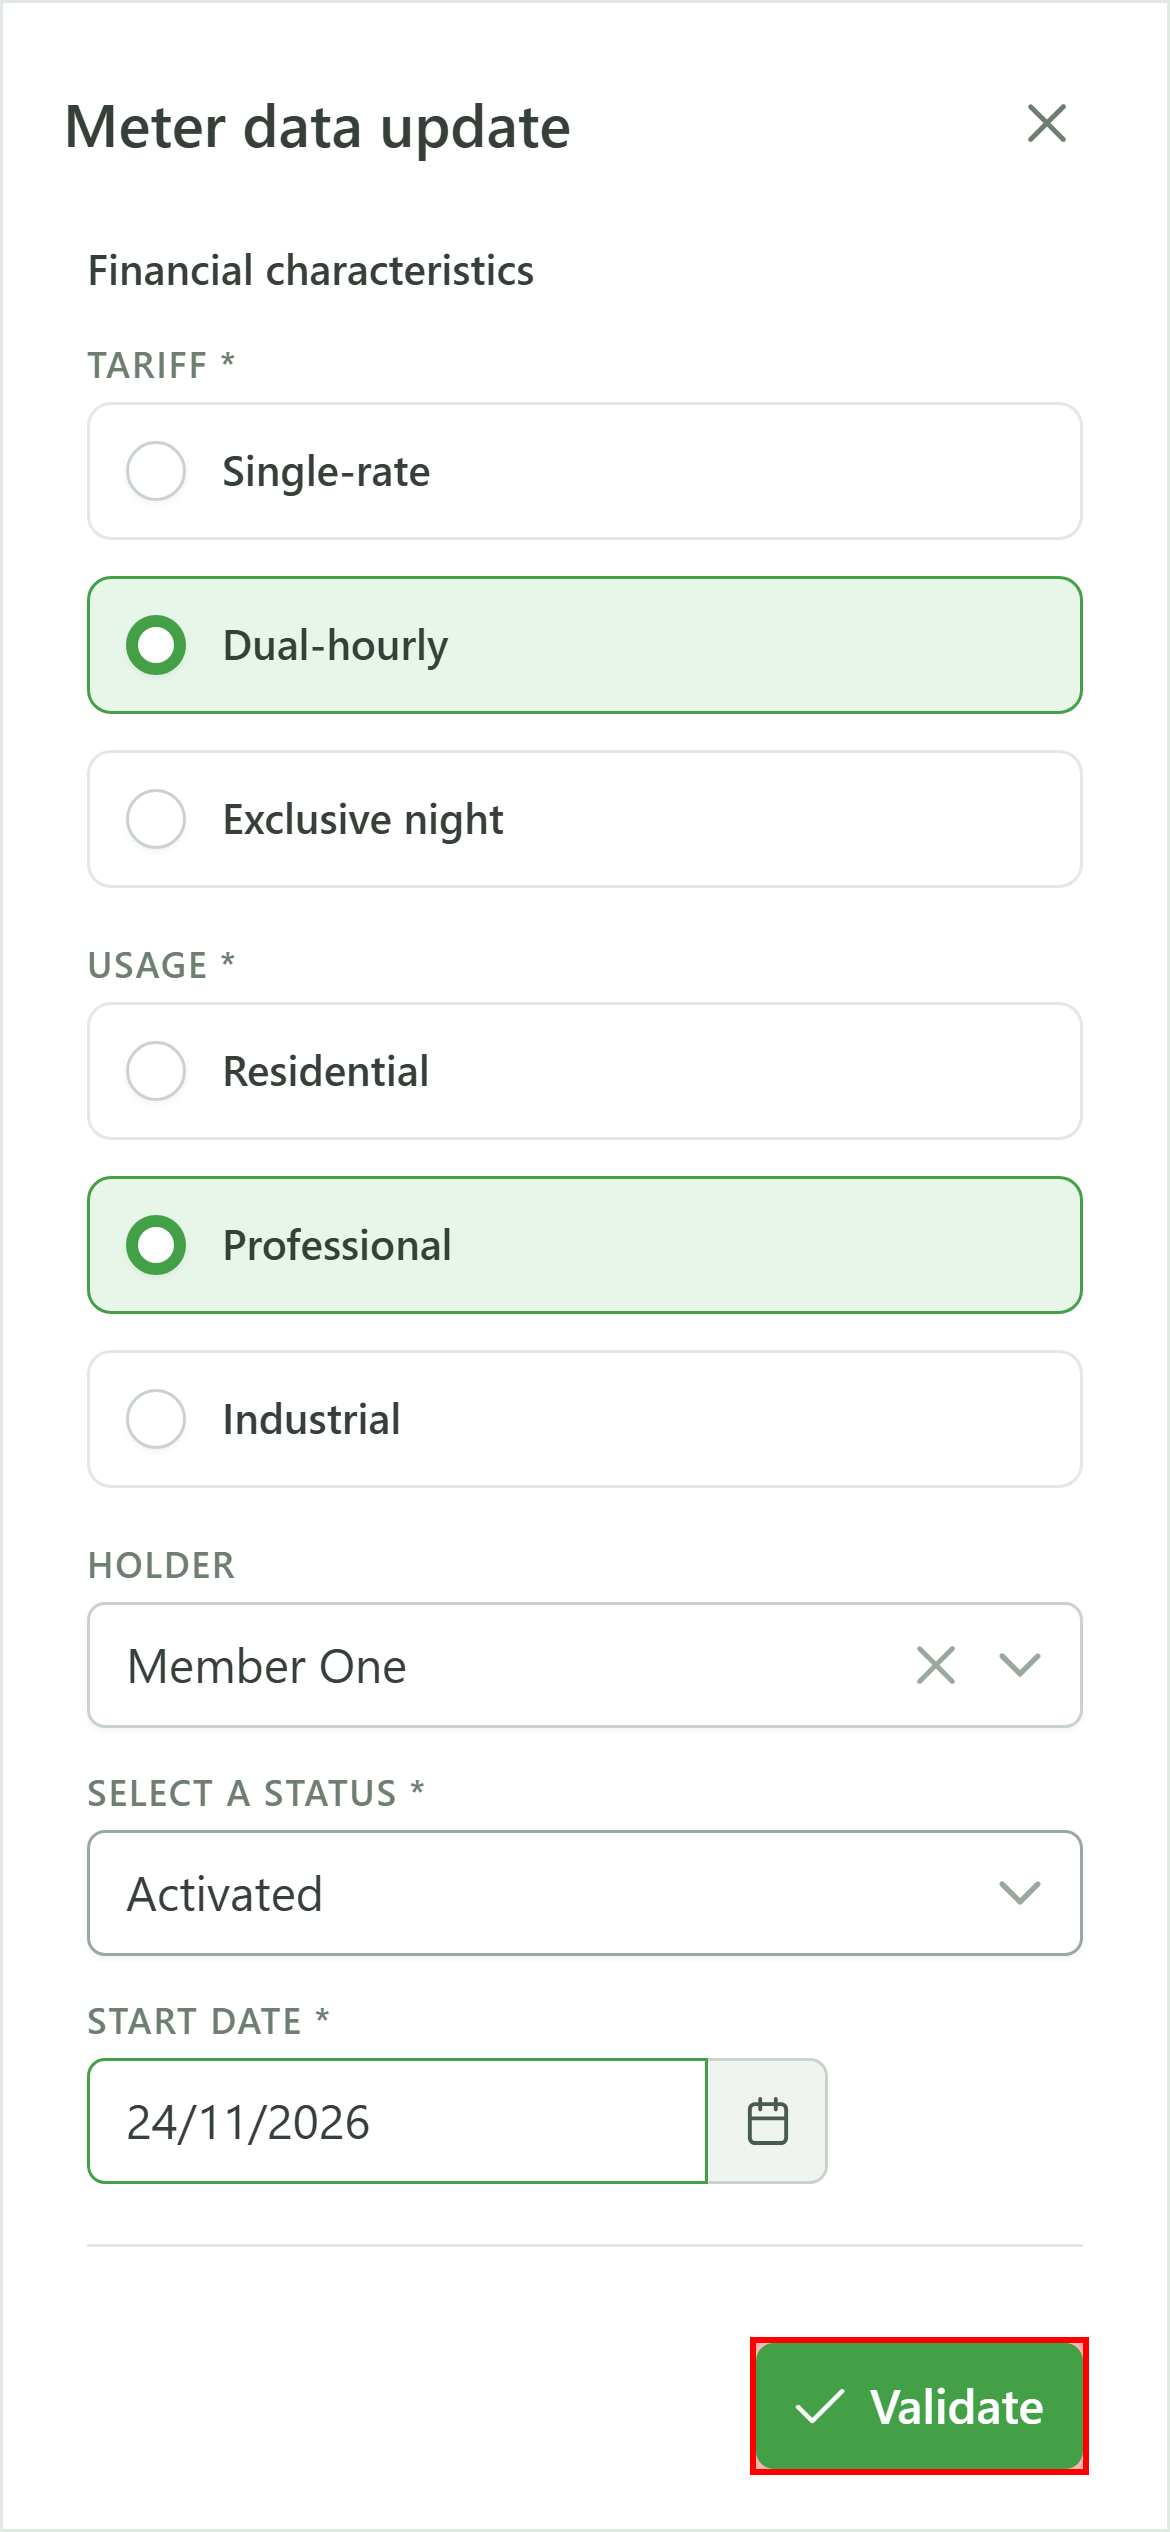 Meter data update
Financial characteristics
TARIFF *
Single-rate
Dual-hourly
Exclusive night
USAGE *
Residential
Professional
Industrial
HOLDER
Member One
SELECT A STATUS *
Activated
START DATE *
24/11/2026
Validate